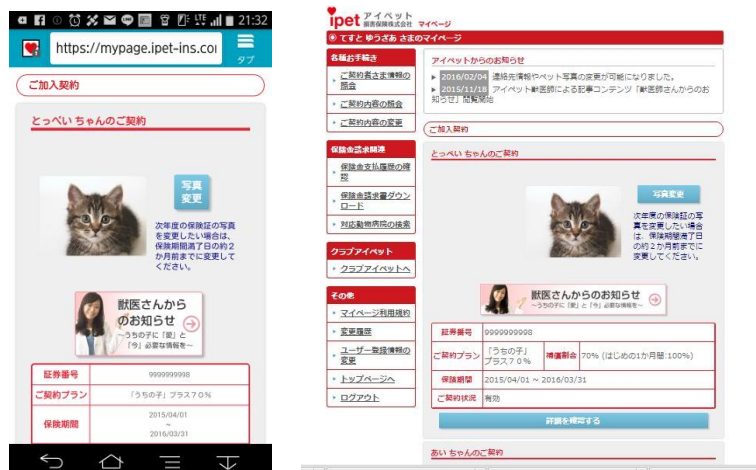 21:32
https://mypage.ipet-ins.coi
タブ
ご加入契約
とっぺい ちゃんのご契約
写真
変更
次年度の保険証の写真
を変更したい場合は、
保険期間満了日の約2
か月前までに変更して
ください。
獣医さんから
のお知らせ
～うちの子に「愛」と
「今」必要な情報を～
証券番号 9999999998
ご契約プラン 「うちの子」プラス70%
保険期間 2015/04/01
~
2016/03/31
ipet アイペット
損害保険株式会社 マイページ
てすと ゆうざあ さまのマイページ
各種お手続き
ご契約者さま情報の
照会
ご契約内容の照会
ご契約内容の変更
保険金請求関連
保険金支払履歴の確
認
保険金請求書ダウン
ロード
対応動物病院の検索
クラブアイペット
クラブアイペットへ
その他
マイページ利用規約
変更履歴
ユーザー登録情報の
変更
トップページへ
ログアウト
アイペットからのお知らせ
2016/02/04 連絡先情報やペット写真の変更が可能になりました。
2015/11/18 アイペット獣医師による記事コンテンツ「獣医師さんからのお
知らせ」閲覧開始
ご加入契約
とっぺい ちゃんのご契約
写真変更
次年度の保険証の写
真を変更したい場合
は、保険期間満了日
の約2か月前までに
変更してください。
獣医さんからのお知らせ
～うちの子に「愛」と「今」必要な情報を～
証券番号 9999999998
ご契約プラン 「うちの子」
プラス70% 補償割合 70% (はじめの1か月間:100%)
保険期間 2015/04/01 ~ 2016/03/31
ご契約状況 有効
詳細を確認する
あい ちゃんのご契約